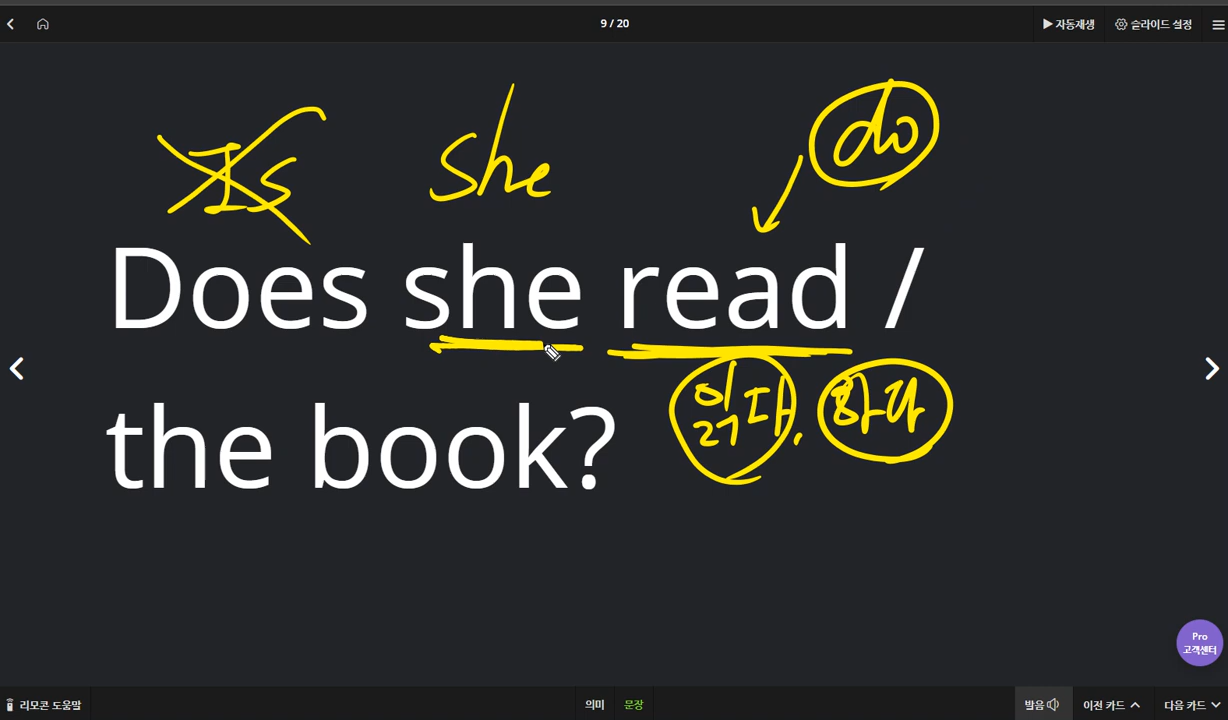 9 / 20
▶ 자동재생
슬라이드 설정
Is
She
do
Does she read /
읽다, 하다
the book?
Pro
고객센터
리모콘 도움말
의미
문장
발음
이전 카드
다음 카드